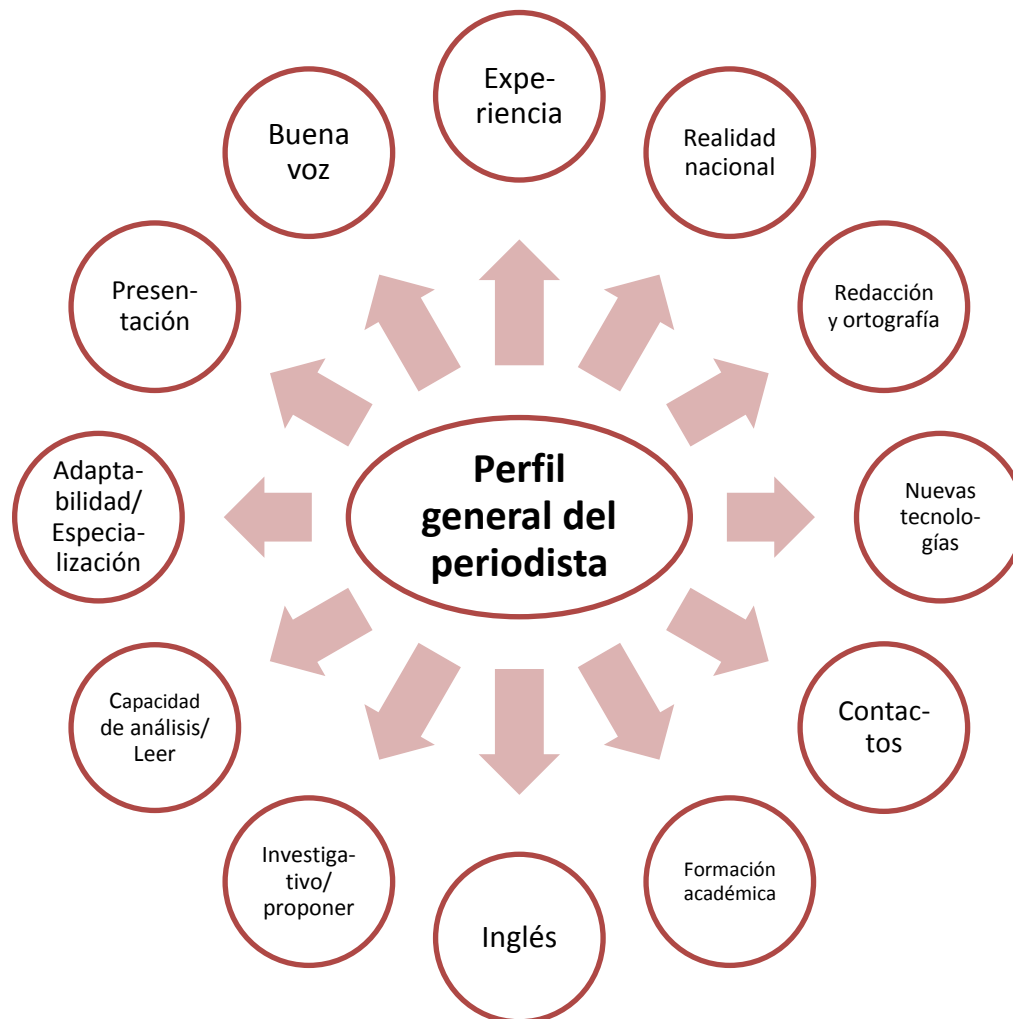 Expe-
riencia
Realidad
nacional
Redacción
y ortografía
Nuevas
tecnolo-
gías
Contac-
tos
Formación
académica
Inglés
Investiga-
tivo/
proponer
Capacidad
de análisis/
Leer
Adapta-
bilidad/
Especia-
lización
Presen-
tación
Buena
voz
Perfil
general del
periodista